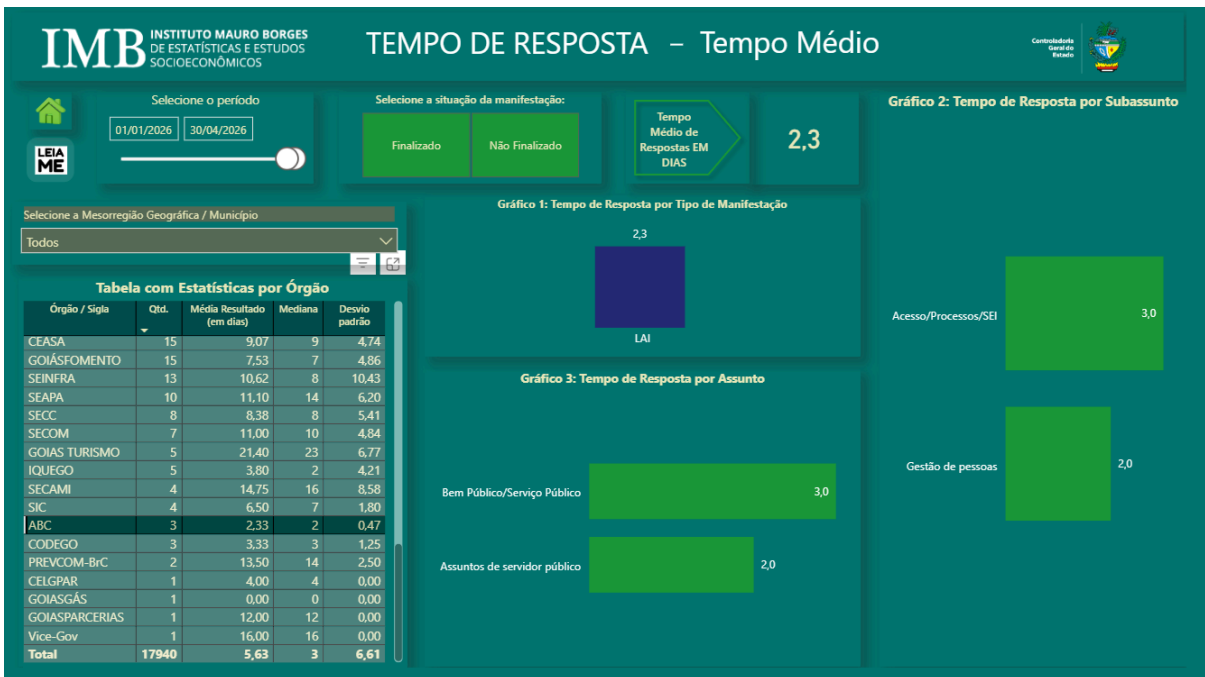 IMB INSTITUTO MAURO BORGES
DE ESTATÍSTICAS E ESTUDOS
SOCIOECONÔMICOS
TEMPO DE RESPOSTA – Tempo Médio
Controladoria
Geral do
Estado
Selecione o período
01/01/2026 30/04/2026
LEIA
ME
Selecione a situação da manifestação:
Finalizado Não Finalizado
Tempo
Médio de
Respostas EM
DIAS
2,3
Selecione a Mesorregião Geográfica / Município
Todos
Tabela com Estatísticas por Órgão
Órgão / Sigla Qtd. Média Resultado (em dias) Mediana Desvio padrão
CEASA 15 9,07 9 4,74
GOIÁSFOMENTO 15 7,53 7 4,86
SEINFRA 13 10,62 8 10,43
SEAPA 10 11,10 14 6,20
SECC 8 8,38 8 5,41
SECOM 7 11,00 10 4,84
GOIAS TURISMO 5 21,40 23 6,77
IQUEGO 5 3,80 2 4,21
SECAMI 4 14,75 16 8,58
SIC 4 6,50 7 1,80
ABC 3 2,33 2 0,47
CODEGO 3 3,33 3 1,25
PREVCOM-BrC 2 13,50 14 2,50
CELGPAR 1 4,00 4 0,00
GOIASGÁS 1 0,00 0 0,00
GOIASPARCERIAS 1 12,00 12 0,00
Vice-Gov 1 16,00 16 0,00
Total 17940 5,63 3 6,61
Gráfico 1: Tempo de Resposta por Tipo de Manifestação
2,3
LAI
Gráfico 3: Tempo de Resposta por Assunto
Bem Público/Serviço Público 3,0
Assuntos de servidor público 2,0
Gráfico 2: Tempo de Resposta por Subassunto
Acesso/Processos/SEI 3,0
Gestão de pessoas 2,0